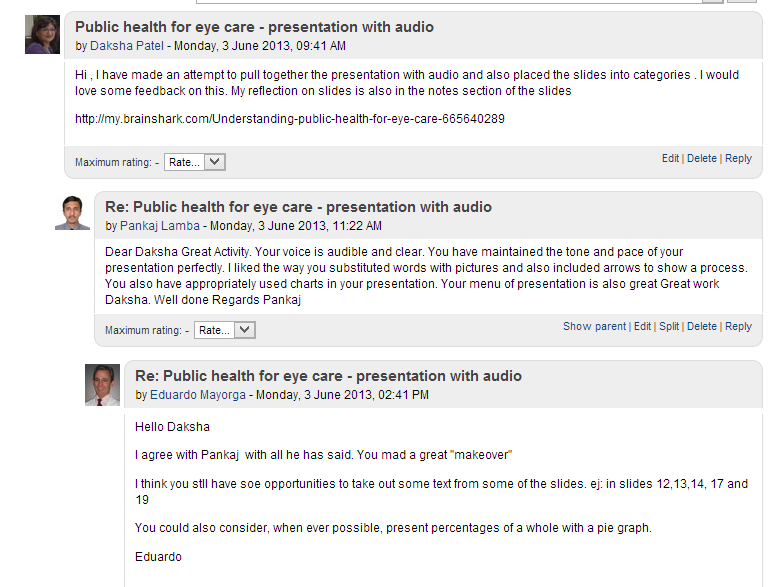 Public health for eye care - presentation with audio
by Daksha Patel - Monday, 3 June 2013, 09:41 AM
Hi , I have made an attempt to pull together the presentation with audio and also placed the slides into categories . I would
love some feedback on this. My reflection on slides is also in the notes section of the slides
http://my.brainshark.com/Understanding-public-health-for-eye-care-665640289
Maximum rating: - Rate...
Edit | Delete | Reply
Re: Public health for eye care - presentation with audio
by Pankaj Lamba - Monday, 3 June 2013, 11:22 AM
Dear Daksha Great Activity. Your voice is audible and clear. You have maintained the tone and pace of your
presentation perfectly. I liked the way you substituted words with pictures and also included arrows to show a process.
You also have appropriately used charts in your presentation. Your menu of presentation is also great Great work
Daksha. Well done Regards Pankaj
Maximum rating: - Rate...
Show parent | Edit | Split | Delete | Reply
Re: Public health for eye care - presentation with audio
by Eduardo Mayorga - Monday, 3 June 2013, 02:41 PM
Hello Daksha
I agree with Pankaj with all he has said. You mad a great "makeover"
I think you stll have soe opportunities to take out some text from some of the slides. ej: in slides 12,13,14, 17 and
19
You could also consider, when ever possible, present percentages of a whole with a pie graph.
Eduardo